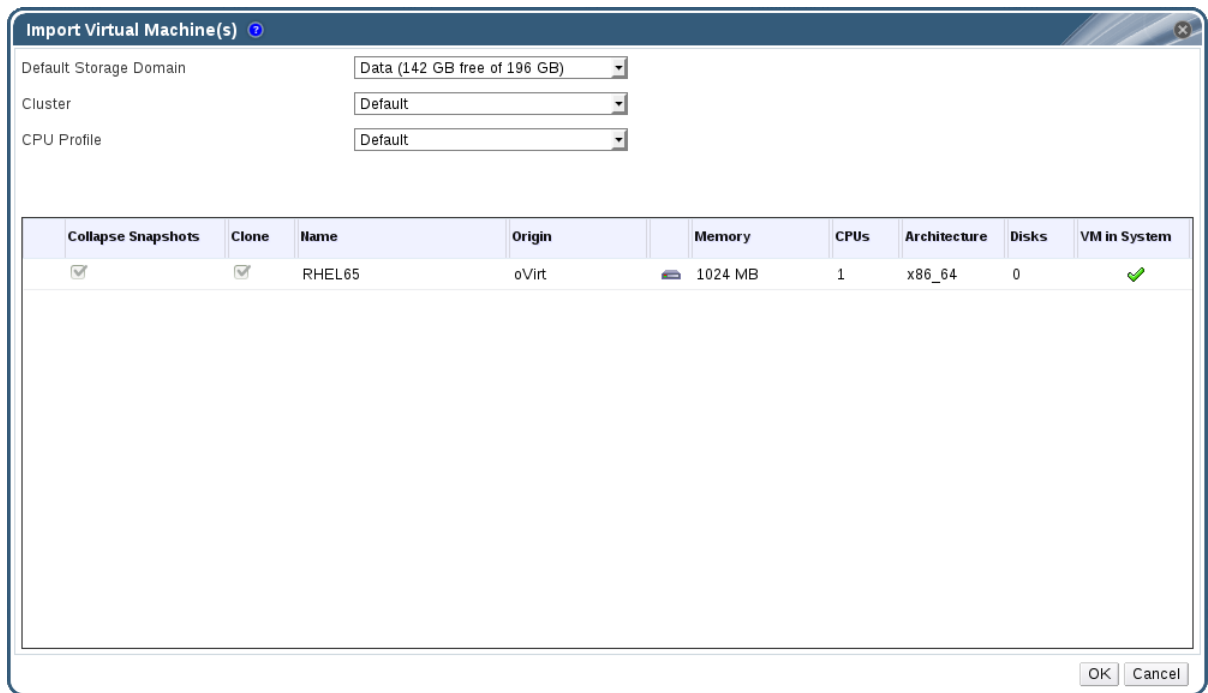 Import Virtual Machine(s) ?
Default Storage Domain Data (142 GB free of 196 GB)
Cluster Default
CPU Profile Default
Collapse Snapshots Clone Name Origin Memory CPUs Architecture Disks VM in System
RHEL65 oVirt 1024 MB 1 x86_64 0
OK Cancel